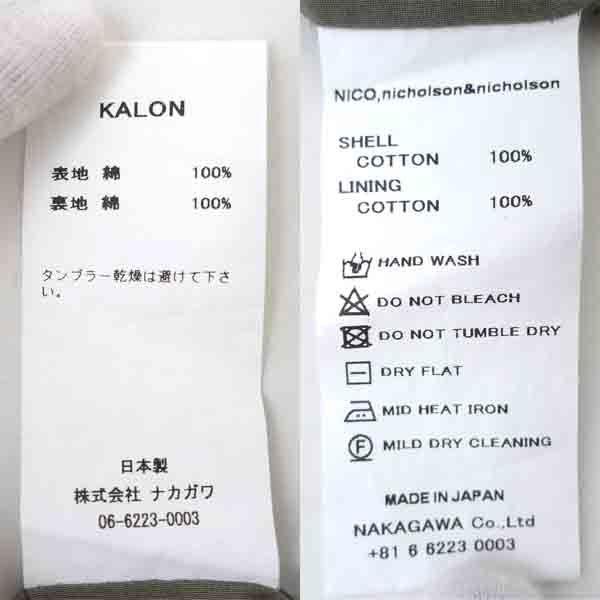 KALON
表地 綿 100%
裏地 綿 100%
タンブラー乾燥は避けて下さ
い。
日本製
株式会社 ナカガワ
06-6223-0003
NICO,nicholson&nicholson
SHELL
COTTON 100%
LINING
COTTON 100%
HAND WASH
DO NOT BLEACH
DO NOT TUMBLE DRY
DRY FLAT
MID HEAT IRON
F MILD DRY CLEANING
MADE IN JAPAN
NAKAGAWA Co.,Ltd
+81 6 6223 0003